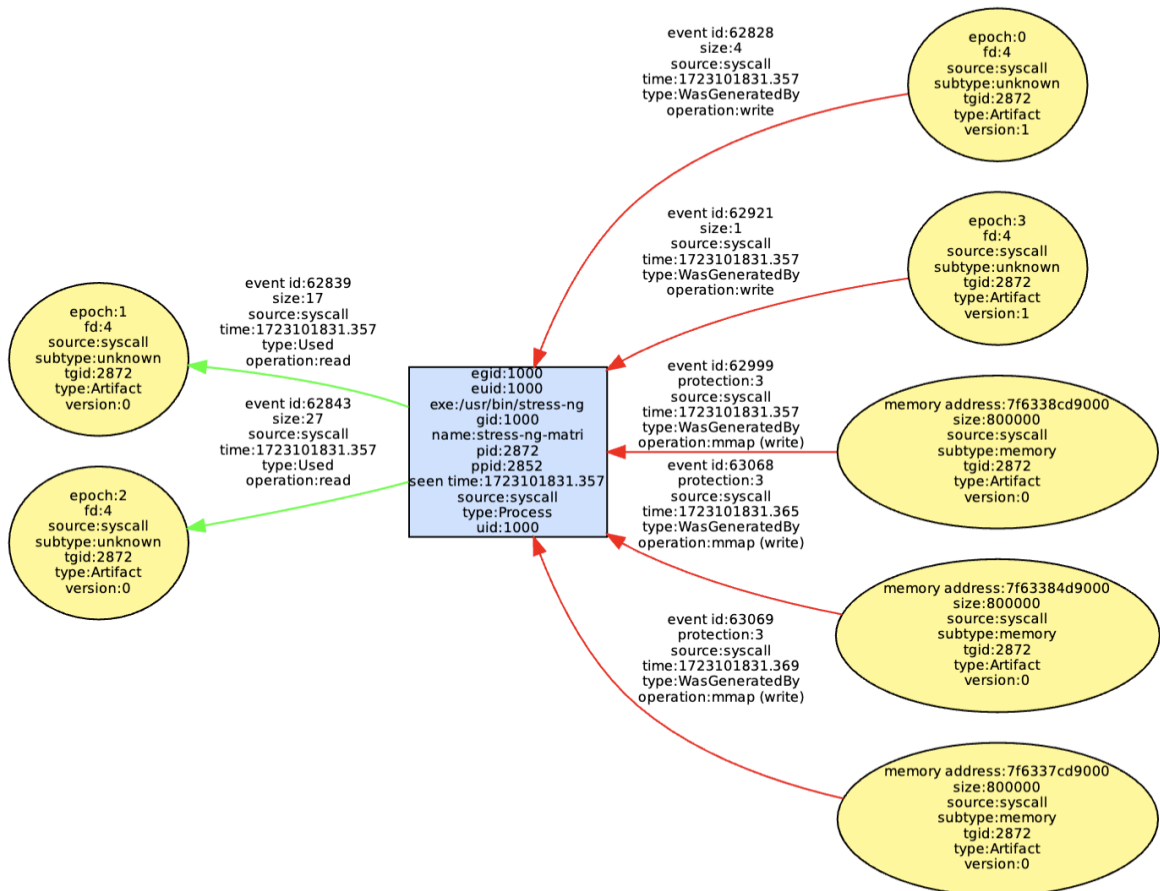 event id:62828
size:4
source:syscall
time:1723101831.357
type:WasGeneratedBy
operation:write
epoch:0
fd:4
source:syscall
subtype:unknown
tgid:2872
type:Artifact
version:1
event id:62921
size:1
source:syscall
time:1723101831.357
type:WasGeneratedBy
operation:write
epoch:3
fd:4
source:syscall
subtype:unknown
tgid:2872
type:Artifact
version:1
epoch:1
fd:4
source:syscall
subtype:unknown
tgid:2872
type:Artifact
version:0
event id:62839
size:17
source:syscall
time:1723101831.357
type:Used
operation:read
event id:62843
size:27
source:syscall
time:1723101831.357
type:Used
operation:read
epoch:2
fd:4
source:syscall
subtype:unknown
tgid:2872
type:Artifact
version:0
egid:1000
euid:1000
exe:/usr/bin/stress-ng
gid:1000
name:stress-ng-matri
pid:2872
ppid:2852
seen time:1723101831.357
source:syscall
type:Process
uid:1000
event id:62999
protection:3
source:syscall
time:1723101831.357
type:WasGeneratedBy
operation:mmap (write)
memory address:7f6338cd9000
size:800000
source:syscall
subtype:memory
tgid:2872
type:Artifact
version:0
event id:63068
protection:3
source:syscall
time:1723101831.365
type:WasGeneratedBy
operation:mmap (write)
memory address:7f63384d9000
size:800000
source:syscall
subtype:memory
tgid:2872
type:Artifact
version:0
event id:63069
protection:3
source:syscall
time:1723101831.369
type:WasGeneratedBy
operation:mmap (write)
memory address:7f6337cd9000
size:800000
source:syscall
subtype:memory
tgid:2872
type:Artifact
version:0